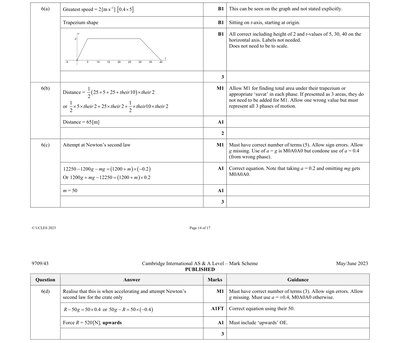 6(a)
Greatest speed = 2[m s⁻¹] [0.4×5]
B1
This can be seen on the graph and not stated explicitly.
Trapezium shape
B1
Sitting on t-axis, starting at origin.
B1
All correct including height of 2 and t-values of 5, 30, 40 on the
horizontal axis. Labels not needed.
Does not need to be to scale.
3
6(b)
Distance = 1/2(25+5+25+their10)×their 2
or 1/2×5×their 2+25×their 2+1/2×their10×their 2
M1
Allow M1 for finding total area under their trapezium or
appropriate 'suvat' in each phase. If presented as 3 areas, they do
not need to be added for M1. Allow one wrong value but must
represent all 3 phases of motion.
Distance = 65[m]
A1
2
6(c)
Attempt at Newton's second law
M1
Must have correct number of terms (5). Allow sign errors. Allow
g missing. Use of a = g is M0A0A0 but condone use of a = 0.4
(from wrong phase).
12250−1200g−mg=(1200+m)×(−0.2)
Or 1200g+mg−12250=(1200+m)×0.2
A1
Correct equation. Note that taking a = 0.2 and omitting mg gets
M0A0A0.
m = 50
A1
3
© UCLES 2023
Page 14 of 17
9709/43
Cambridge International AS & A Level – Mark Scheme
PUBLISHED
May/June 2023
Question
Answer
Marks
Guidance
6(d)
Realise that this is when accelerating and attempt Newton's
second law for the crate only
M1
Must have correct number of terms (3). Allow sign errors. Allow
g missing. Must use a = ±0.4, M0A0A0 otherwise.
R−50g=50×0.4 or 50g−R=50×(−0.4)
A1FT
Correct equation using their 50.
Force R = 520[N], upwards
A1
Must include 'upwards' OE.
3